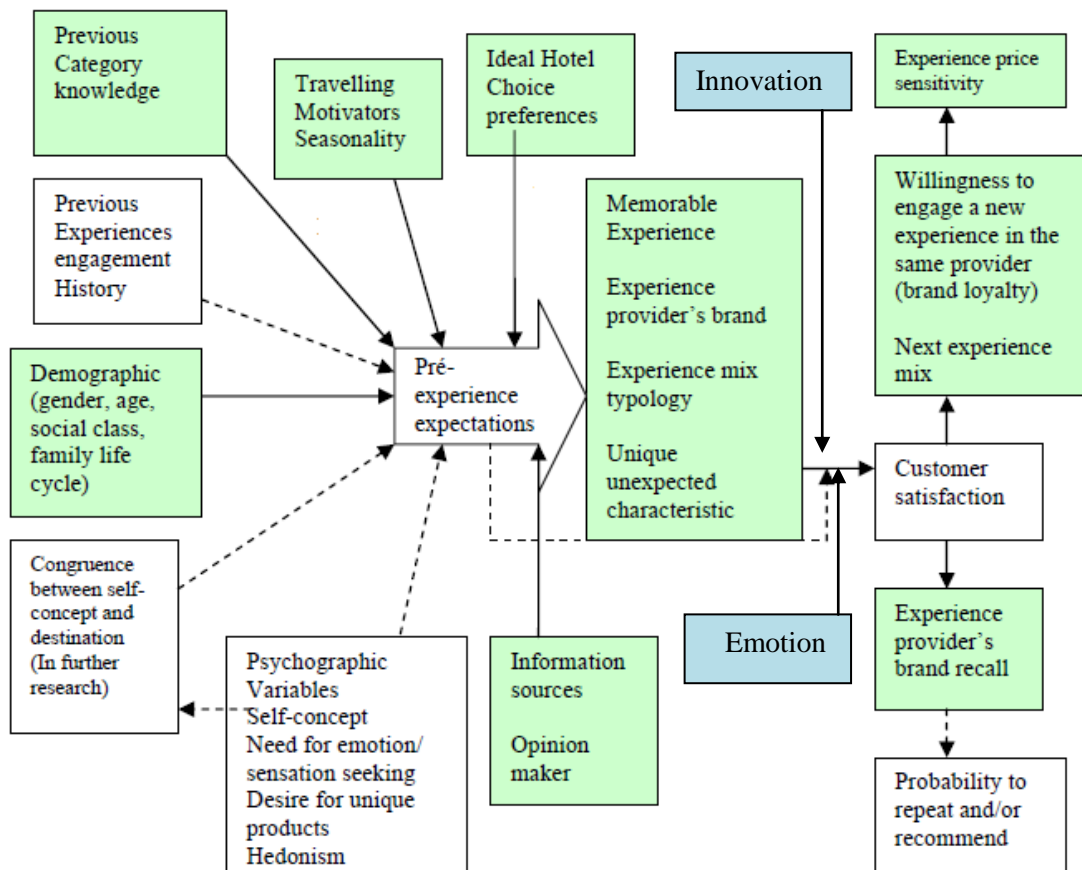 Previous
Category
knowledge
Travelling
Motivators
Seasonality
Ideal Hotel
Choice
preferences
Innovation
Experience price
sensitivity
Previous
Experiences
engagement
History
Memorable
Experience
Experience
provider's brand
Experience mix
typology
Unique
unexpected
characteristic
Willingness to
engage a new
experience in the
same provider
(brand loyalty)
Next experience
mix
Demographic
(gender, age,
social class,
family life
cycle)
Pré-
experience
expectations
Customer
satisfaction
Congruence
between self-
concept and
destination
(In further
research)
Psychographic
Variables
Self-concept
Need for emotion/
sensation seeking
Desire for unique
products
Hedonism
Information
sources
Opinion
maker
Emotion
Experience
provider's
brand recall
Probability to
repeat and/or
recommend